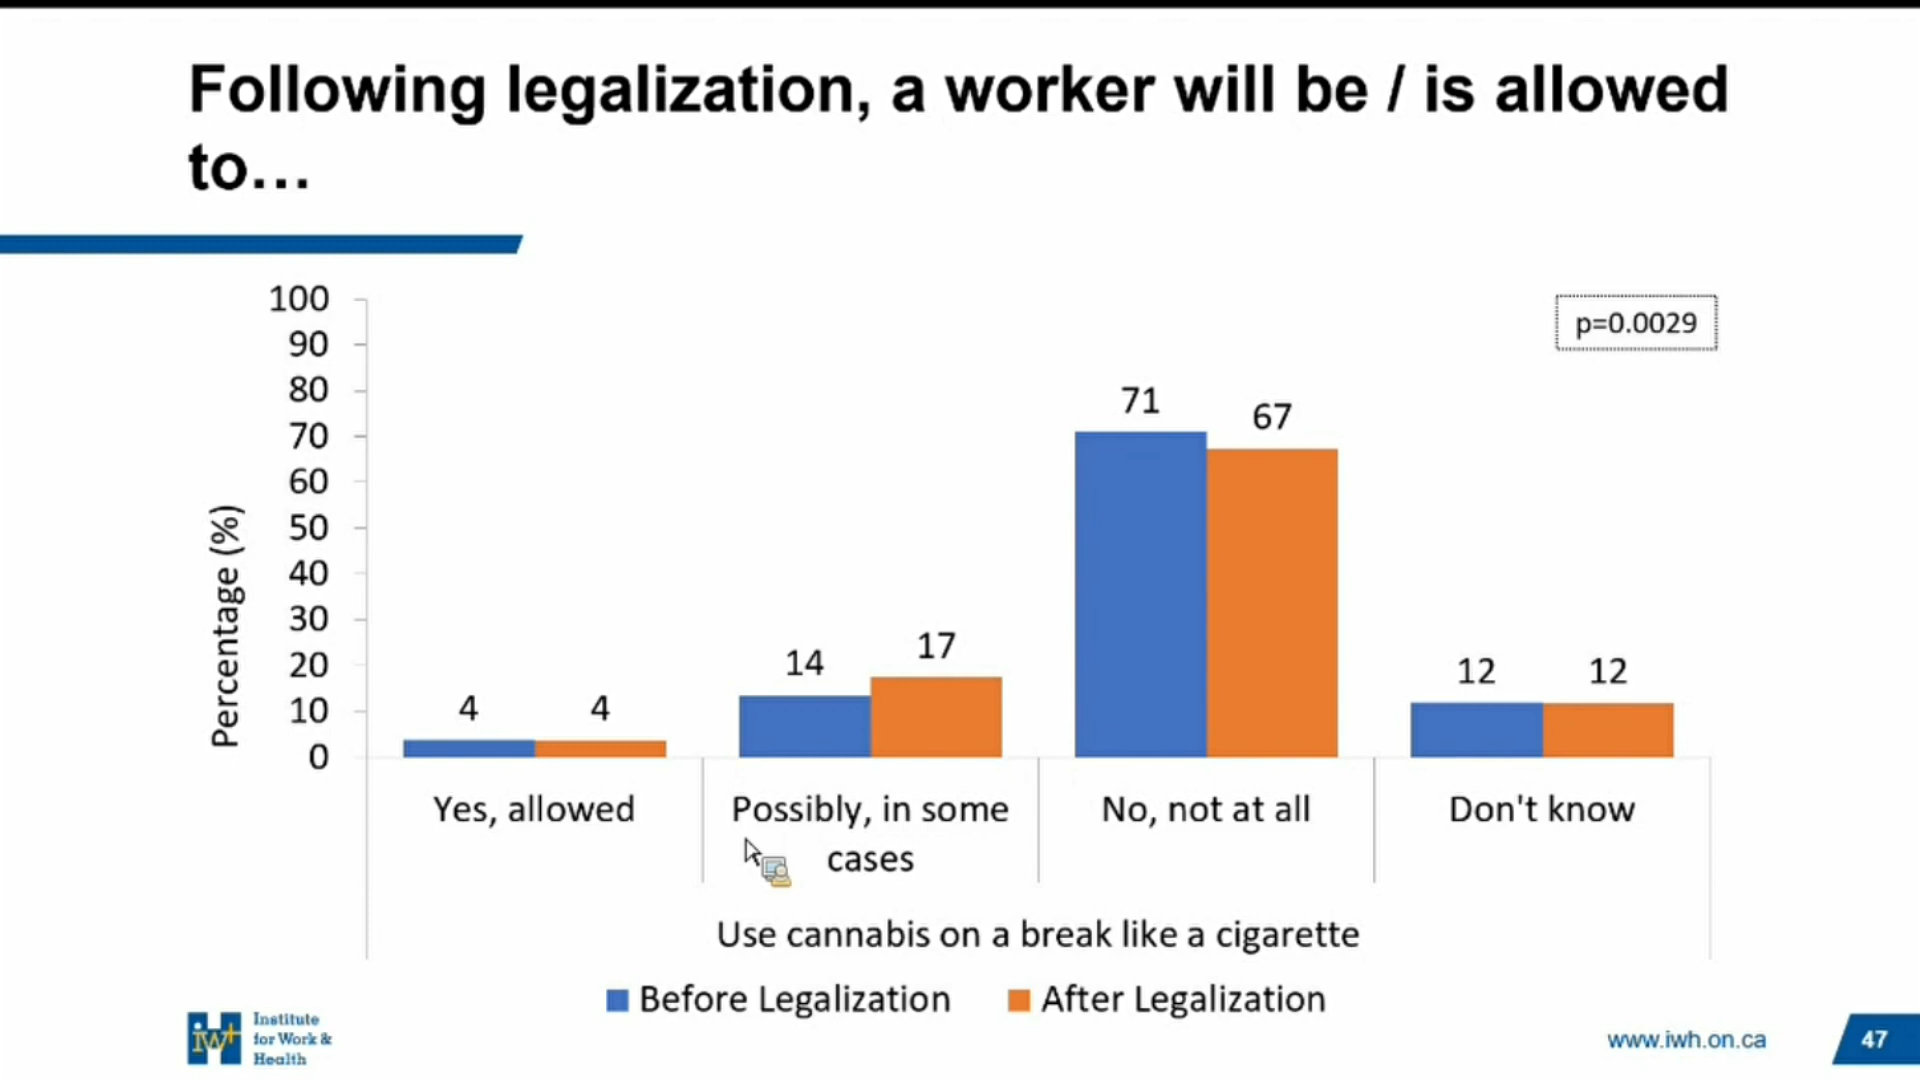 Following legalization, a worker will be / is allowed
to…
100
90
80
70
60
50
40
30
20
10
0
Percentage (%)
p=0.0029
4
4
14
17
71
67
12
12
Yes, allowed
Possibly, in some
cases
No, not at all
Don't know
Use cannabis on a break like a cigarette
Before Legalization
After Legalization
iwh
Institute
for Work &
Health
www.iwh.on.ca
47